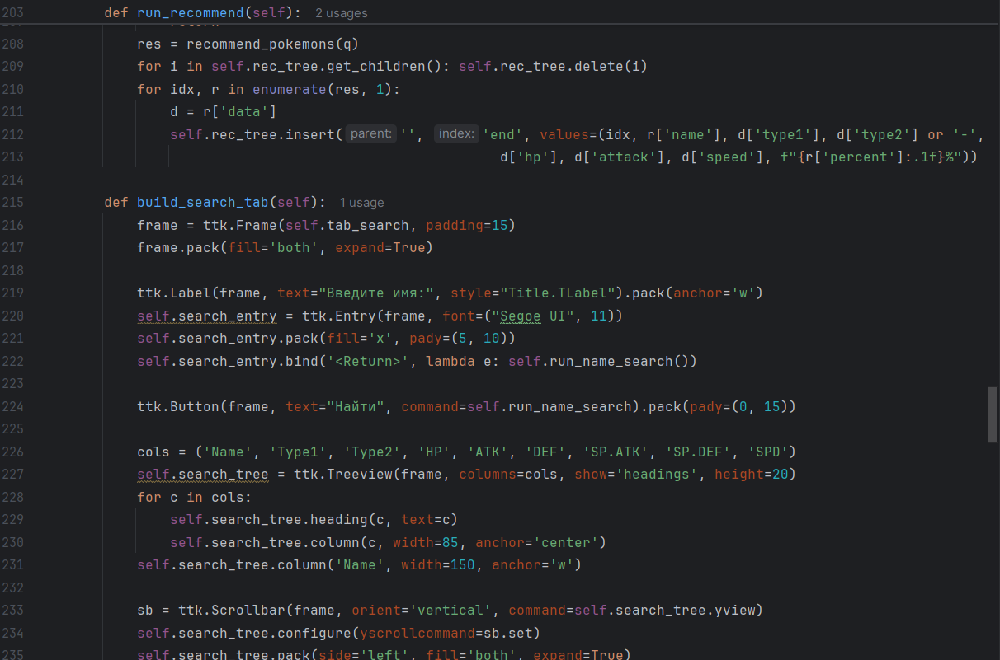 203 def run_recommend(self): 2 usages
208 res = recommend_pokemons(q)
209 for i in self.rec_tree.get_children(): self.rec_tree.delete(i)
210 for idx, r in enumerate(res, 1):
211 d = r['data']
212 self.rec_tree.insert( parent: '', index: 'end', values=(idx, r['name'], d['type1'], d['type2'] or '-',
213 d['hp'], d['attack'], d['speed'], f"{r['percent']:.1f}%"))
214
215 def build_search_tab(self): 1 usage
216 frame = ttk.Frame(self.tab_search, padding=15)
217 frame.pack(fill='both', expand=True)
218
219 ttk.Label(frame, text="Введите имя:", style="Title.TLabel").pack(anchor='w')
220 self.search_entry = ttk.Entry(frame, font=("Segoe UI", 11))
221 self.search_entry.pack(fill='x', pady=(5, 10))
222 self.search_entry.bind('<Return>', lambda e: self.run_name_search())
223
224 ttk.Button(frame, text="Найти", command=self.run_name_search).pack(pady=(0, 15))
225
226 cols = ('Name', 'Type1', 'Type2', 'HP', 'ATK', 'DEF', 'SP.ATK', 'SP.DEF', 'SPD')
227 self.search_tree = ttk.Treeview(frame, columns=cols, show='headings', height=20)
228 for c in cols:
229 self.search_tree.heading(c, text=c)
230 self.search_tree.column(c, width=85, anchor='center')
231 self.search_tree.column('Name', width=150, anchor='w')
232
233 sb = ttk.Scrollbar(frame, orient='vertical', command=self.search_tree.yview)
234 self.search_tree.configure(yscrollcommand=sb.set)
235 self.search_tree.pack(side='left', fill='both', expand=True)